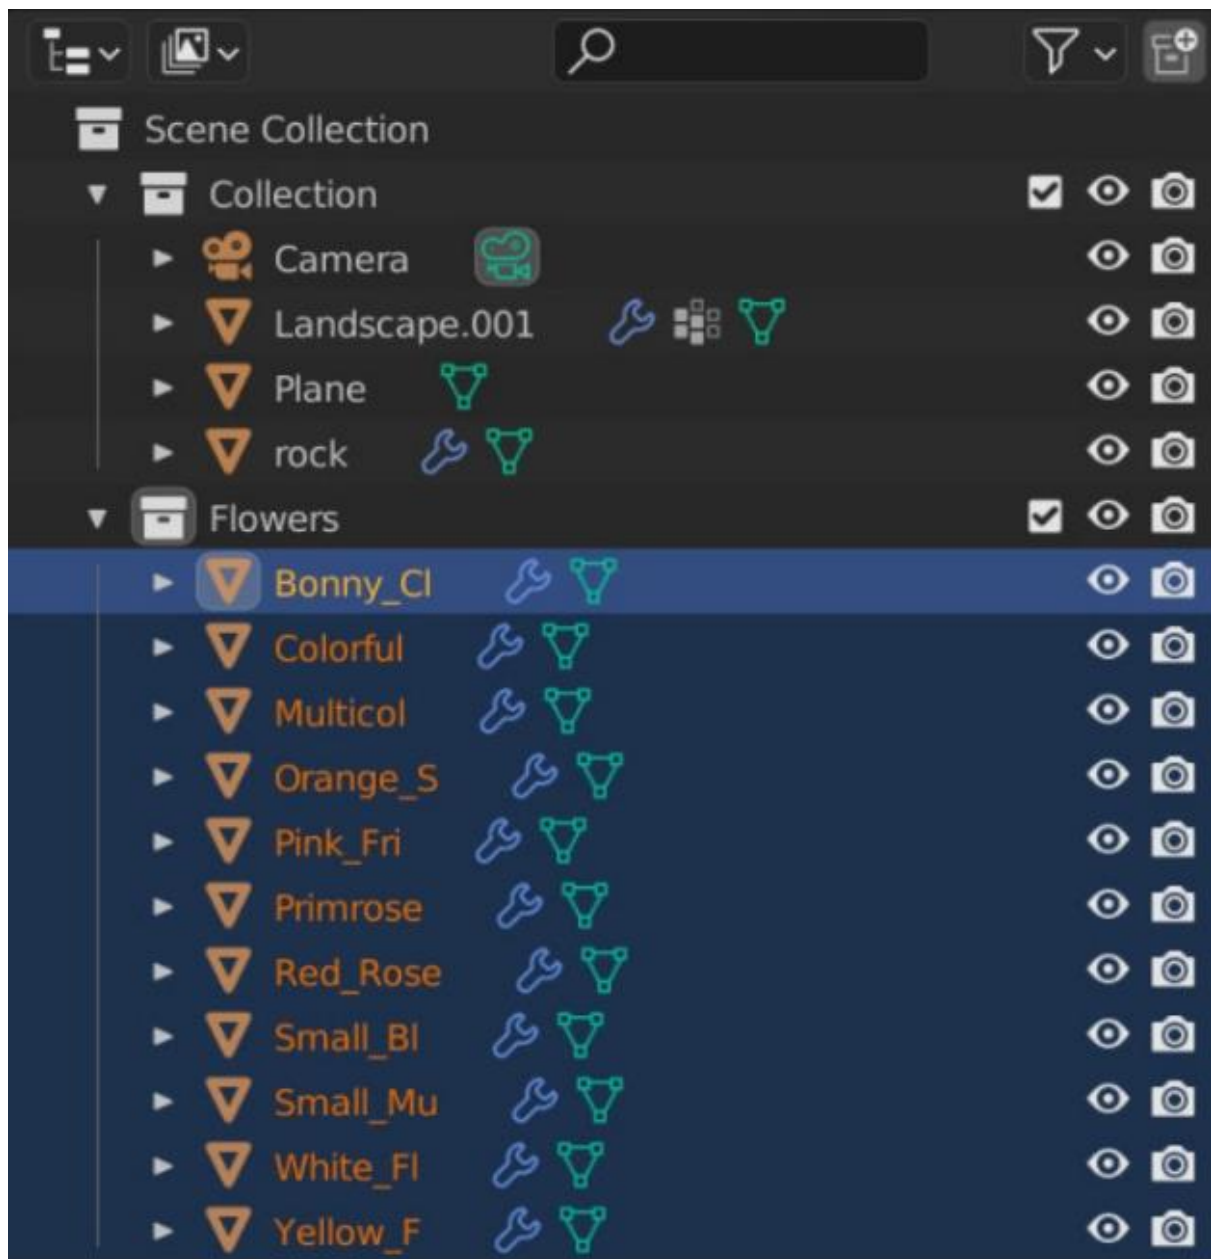 Scene Collection
Collection
Camera
Landscape.001
Plane
rock
Flowers
Bonny_Cl
Colorful
Multicol
Orange_S
Pink_Fri
Primrose
Red_Rose
Small_Bl
Small_Mu
White_Fl
Yellow_F